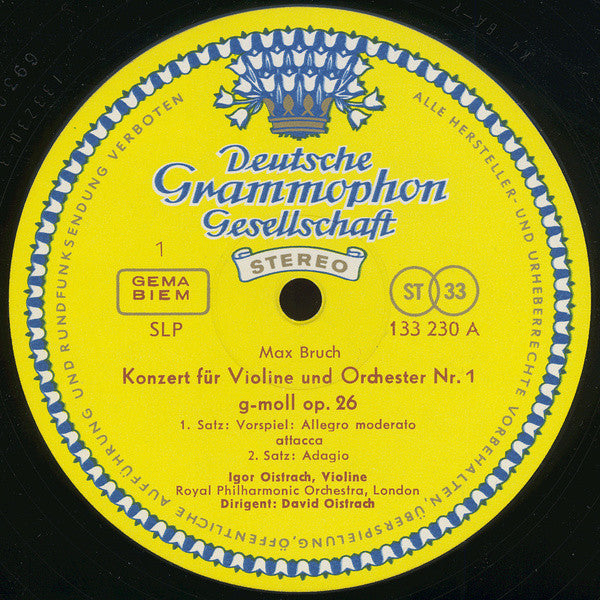 Deutsche
Grammophon
Gesellschaft
STEREO
1
GEMA
BIEM
SLP
ST 33
133 230 A
Max Bruch
Konzert für Violine und Orchester Nr. 1
g-moll op. 26
1. Satz: Vorspiel: Allegro moderato
attacca
2. Satz: Adagio
Igor Oistrach, Violine
Royal Philharmonic Orchestra, London
Dirigent: David Oistrach
ALLE HERSTELLER- UND URHEBERRECHTE VORBEHALTEN, ÜBERSPIELUNG, ÖFFENTLICHE AUFFÜHRUNG UND RUNDFUNKSENDUNG VERBOTEN